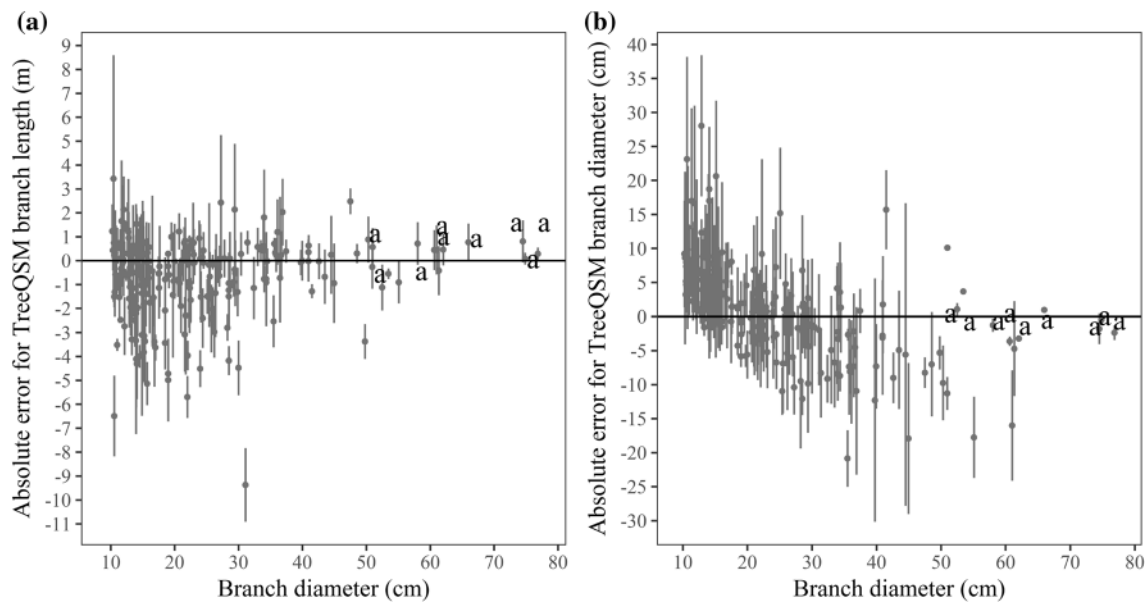 (a)
Absolute error for TreeQSM branch length (m)
9
8
7
6
5
4
3
2
1
0
-1
-2
-3
-4
-5
-6
-7
-8
-9
-10
-11
a
a
a
a
a
a
a
a
a
a
10
20
30
40
50
60
70
80
Branch diameter (cm)
(b)
Absolute error for TreeQSM branch diameter (cm)
40
35
30
25
20
15
10
5
0
-5
-10
-15
-20
-25
-30
a
a
a
a
a
a
a
a
a
10
20
30
40
50
60
70
80
Branch diameter (cm)